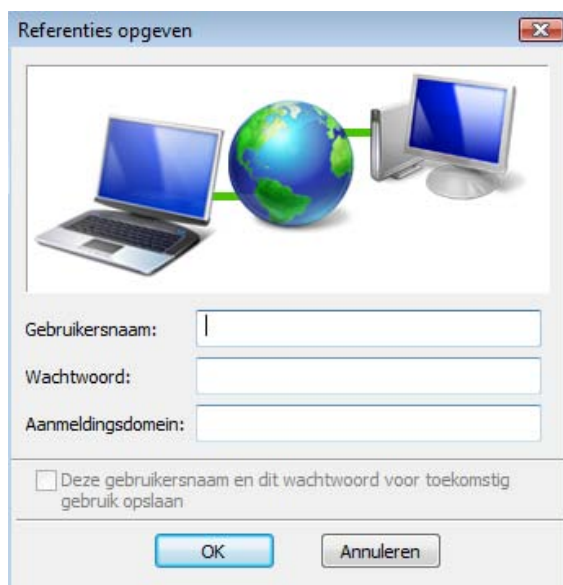 Referenties opgeven
Gebruikersnaam:
Wachtwoord:
Aanmeldingsdomein:
Deze gebruikersnaam en dit wachtwoord voor toekomstig
gebruik opslaan
OK
Annuleren